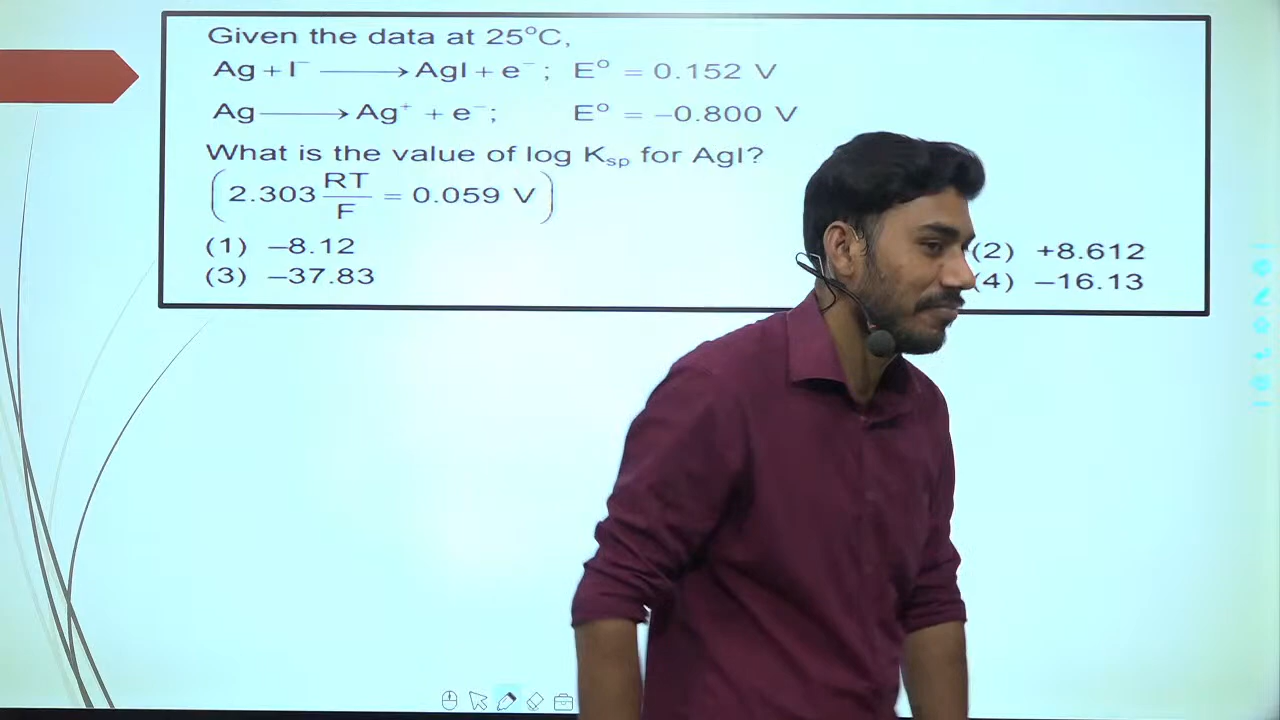 Given the data at 25°C,
Ag + I⁻ ⟶ AgI + e⁻ ; E° = 0.152 V
Ag ⟶ Ag⁺ + e⁻; E° = –0.800 V
What is the value of log Kₛₚ for AgI?
(2.303 RT/F = 0.059 V)
(1) –8.12 (2) +8.612
(3) –37.83 (4) –16.13